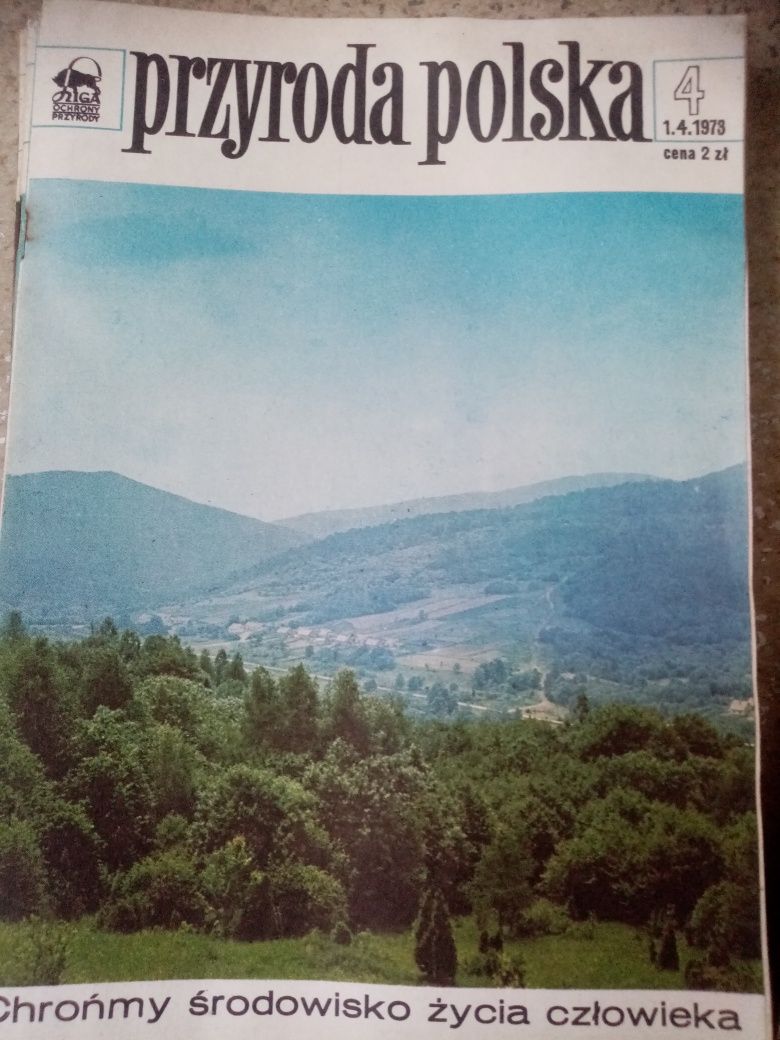 LIGA
OCHRONY
PRZYRODY
przyroda polska
4
1.4.1973
cena 2 zł
Chrońmy środowisko życia człowieka